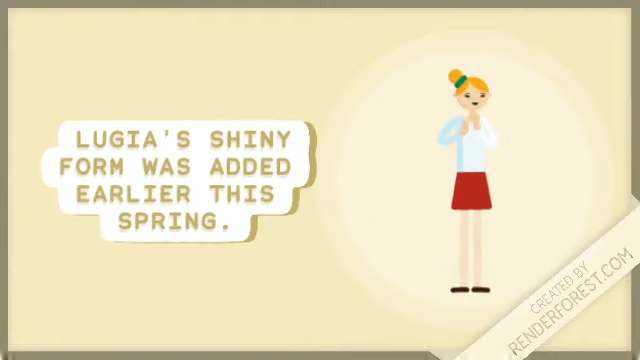 LUGIA'S SHINY
FORM WAS ADDED
EARLIER THIS
SPRING.
CREATED BY
RENDERFOREST.COM